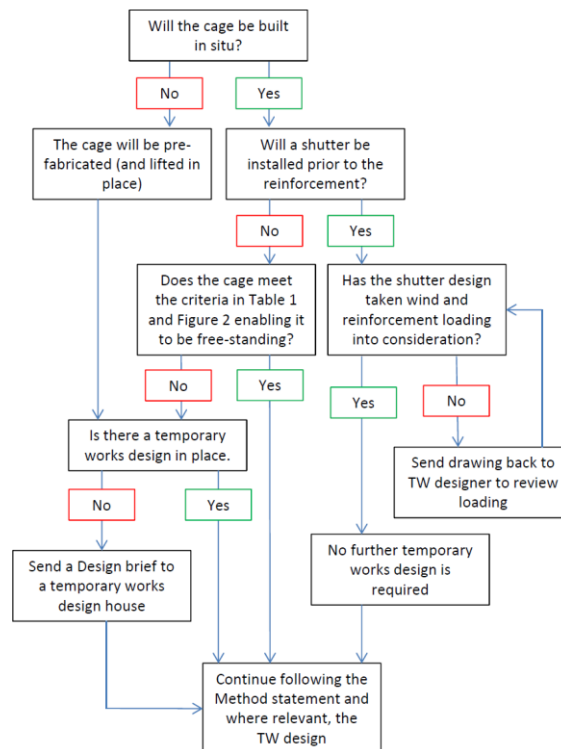 Will the cage be built
in situ?
No
Yes
The cage will be pre-
fabricated (and lifted in
place)
Will a shutter be
installed prior to the
reinforcement?
No
Yes
Does the cage meet
the criteria in Table 1
and Figure 2 enabling it
to be free-standing?
Has the shutter design
taken wind and
reinforcement loading
into consideration?
No
Yes
Yes
No
Is there a temporary
works design in place.
Send drawing back to
TW designer to review
loading
No
Yes
Send a Design brief to
a temporary works
design house
No further temporary
works design is
required
Continue following the
Method statement and
where relevant, the
TW design